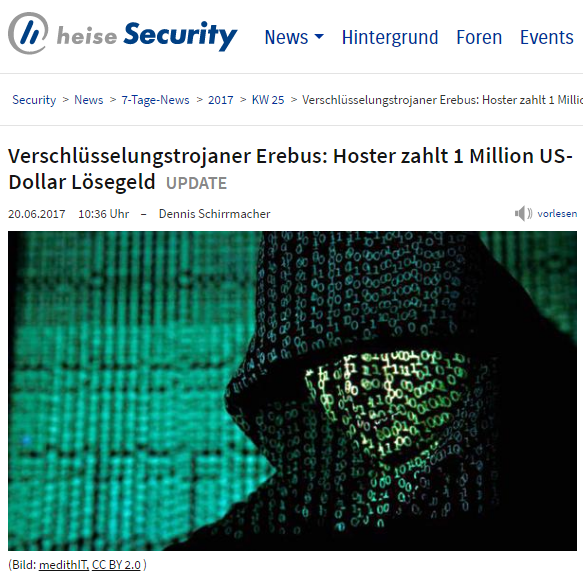 heise Security
News Hintergrund Foren Events
Security > News > 7-Tage-News > 2017 > KW 25 > Verschlüsselungstrojaner Erebus: Hoster zahlt 1 Millio
Verschlüsselungstrojaner Erebus: Hoster zahlt 1 Million US-
Dollar Lösegeld UPDATE
20.06.2017 10:36 Uhr – Dennis Schirrmacher
vorlesen
(Bild: medithIT, CC BY 2.0 )